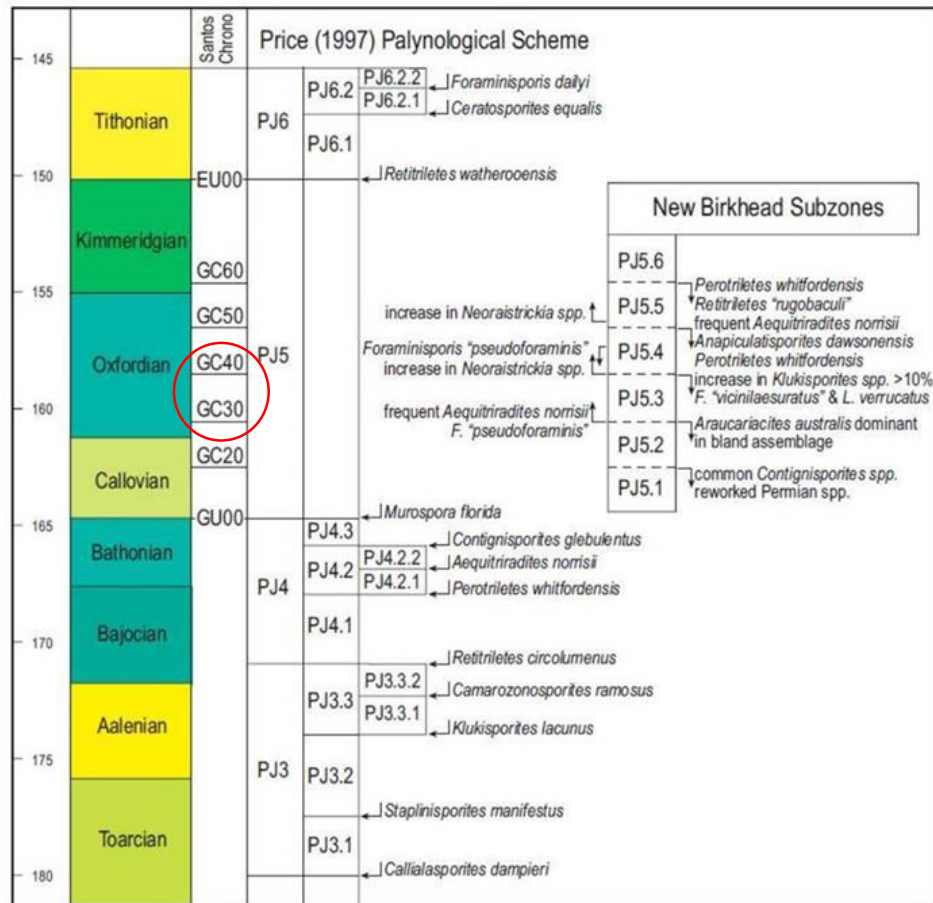 Santos
Chrono
Price (1997) Palynological Scheme
145
150
155
160
165
170
175
180
Tithonian
Kimmeridgian
Oxfordian
Callovian
Bathonian
Bajocian
Aalenian
Toarcian
EU00
GC60
GC50
GC40
GC30
GC20
GU00
PJ6
PJ5
PJ4
PJ3
PJ6.2
PJ6.1
PJ4.3
PJ4.2
PJ4.1
PJ3.3
PJ3.2
PJ3.1
PJ6.2.2
PJ6.2.1
PJ4.2.2
PJ4.2.1
PJ3.3.2
PJ3.3.1
Foraminisporis dailyi
Ceratosporites equalis
Retitriletes watherooensis
Murospora florida
Contignisporites glebulentus
Aequitriradites norrisii
Perotriletes whitfordensis
Retitriletes circolumenus
Camarozonosporites ramosus
Klukisporites lacunus
Staplinisporites manifestus
Callialasporites dampieri
New Birkhead Subzones
PJ5.6
PJ5.5
PJ5.4
PJ5.3
PJ5.2
PJ5.1
increase in Neoraistrickia spp.
Foraminisporis "pseudoforaminis"
increase in Neoraistrickia spp.
frequent Aequitriradites norrisii
F. "pseudoforaminis"
Perotriletes whitfordensis
Retitriletes "rugobaculi"
frequent Aequitriradites norrisii
Anapiculatisporites dawsonensis
Perotriletes whitfordensis
increase in Klukisporites spp. >10%
F. "vicinilaesuratus" & L. verrucatus
Araucariacites australis dominant
in bland assemblage
common Contignisporites spp.
reworked Permian spp.